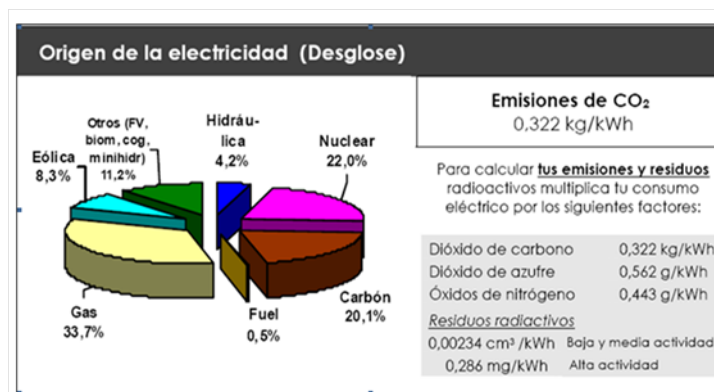 Origen de la electricidad (Desglose)
Otros (FV,
biom, cog,
minihidr)
11,2%
Hidráu-
lica
4,2%
Nuclear
22,0%
Eólica
8,3%
Gas
33,7%
Fuel
0,5%
Carbón
20,1%
Emisiones de CO₂
0,322 kg/kWh
Para calcular tus emisiones y residuos
radioactivos multiplica tu consumo
eléctrico por los siguientes factores:
Dióxido de carbono 0,322 kg/kWh
Dióxido de azufre 0,562 g/kWh
Óxidos de nitrógeno 0,443 g/kWh
Residuos radiactivos
0,00234 cm³ /kWh Baja y media actividad
0,286 mg/kWh Alta actividad